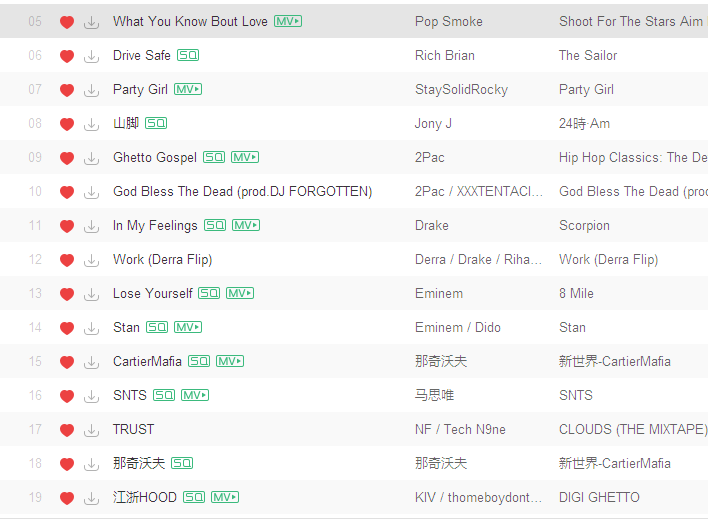 05 What You Know Bout Love MV Pop Smoke Shoot For The Stars Aim
06 Drive Safe SQ Rich Brian The Sailor
07 Party Girl MV StaySolidRocky Party Girl
08 山脚 SQ Jony J 24時·Am
09 Ghetto Gospel SQ MV 2Pac Hip Hop Classics: The De
10 God Bless The Dead (prod.DJ FORGOTTEN) 2Pac / XXXTENTACI... God Bless The Dead (proc
11 In My Feelings SQ MV Drake Scorpion
12 Work (Derra Flip) Derra / Drake / Riha... Work (Derra Flip)
13 Lose Yourself SQ MV Eminem 8 Mile
14 Stan SQ MV Eminem / Dido Stan
15 CartierMafia SQ MV 那奇沃夫 新世界-CartierMafia
16 SNTS SQ MV 马思唯 SNTS
17 TRUST NF / Tech N9ne CLOUDS (THE MIXTAPE)
18 那奇沃夫 SQ 那奇沃夫 新世界-CartierMafia
19 江浙HOOD SQ MV KIV / thomeboydont... DIGI GHETTO